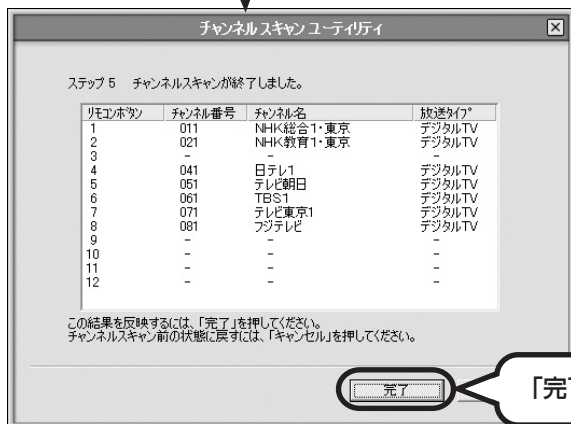 チャンネル スキャン ユーティリティ
ステップ 5 チャンネルスキャンが終了しました。
リモコンボタン チャンネル番号 チャンネル名 放送タイプ
1 011 NHK総合1・東京 デジタルTV
2 021 NHK教育1・東京 デジタルTV
3 - - -
4 041 日テレ1 デジタルTV
5 051 テレビ朝日 デジタルTV
6 061 TBS1 デジタルTV
7 071 テレビ東京1 デジタルTV
8 081 フジテレビ デジタルTV
9 - - -
10 - - -
11 - - -
12 - - -
この結果を反映するには、「完了」を押してください。
チャンネルスキャン前の状態に戻すには、「キャンセル」を押してください。
完了
「完